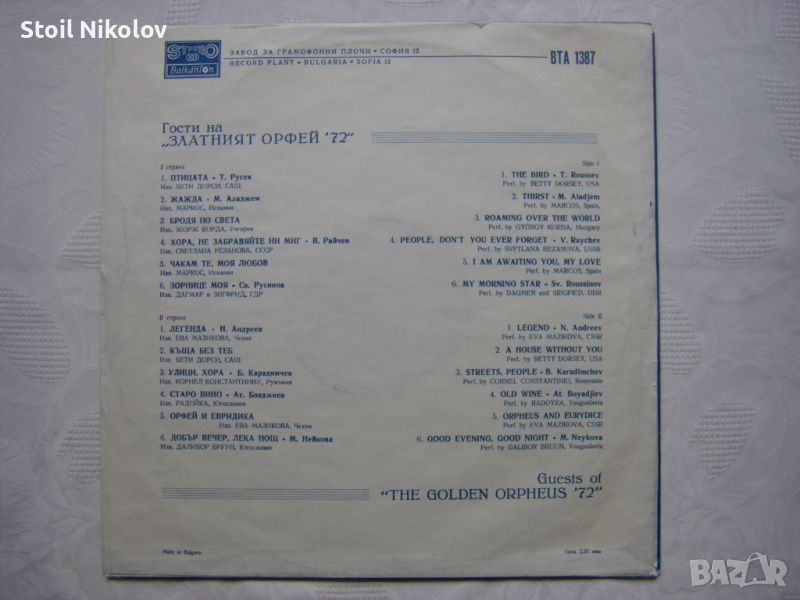 Stoil Nikolov
STEREO
Balkanton
ЗАВОД ЗА ГРАМОФОННИ ПЛОЧИ • СОФИЯ 12
RECORD PLANT • BULGARIA • SOFIA 12
ВТА 1387
Гости на
„ЗЛАТНИЯТ ОРФЕЙ '72"
I страна
1. ПТИЦАТА • Т. Русев
Изп. БЕТИ ДОРСИ, САЩ
2. ЖАЖДА • М. Аладжем
Изп. МАРКОС, Испания
3. БРОДЯ ПО СВЕТА
Изп. ЖОРЖ КОРДА, Унгария
4. ХОРА, НЕ ЗАБРАВЯЙТЕ НИ МИГ • В. Райчев
Изп. СВЕТЛАНА РЕЗАНОВА, СССР
5. ЧАКАМ ТЕ, МОЯ ЛЮБОВ
Изп. МАРКОС, Испания
6. ЗОРНИЦЕ МОЯ • Св. Русинов
Изп. ДАГМАР и ЗИГФРИД, ГДР
II страна
1. ЛЕГЕНДА • Н. Андреев
Изп. ЕВА МАЗИКОВА, Чехия
2. КЪЩА БЕЗ ТЕБ
Изп. БЕТИ ДОРСИ, САЩ
3. УЛИЦИ, ХОРА • Б. Карадимчев
Изп. КОРНЕЛ КОНСТАНТИНИУ, Румъния
4. СТАРО ВИНО • Ат. Бояджиев
Изп. РАДОЙКА, Югославия
5. ОРФЕЙ И ЕВРИДИКА
Изп. ЕВА МАЗИКОВА, Чехия
6. ДОБЪР ВЕЧЕР, ЛЕКА НОЩ • М. Нейкова
Изп. ДАЛИБОР БРУУН, Югославия
Side I
1. THE BIRD • T. Roussev
Perf. by BETTY DORSEY, USA
2. THIRST • M. Aladjem
Perf. by MARCOS, Spain,
3. ROAMING OVER THE WORLD
Perf. by GYÖRGY KORDA, Hungary
4. PEOPLE, DON'T YOU EVER FORGET • V. Raychev
Perf. by SVETLANA REZANOVA, USSR
5. I AM AWAITING YOU, MY LOVE
Perf. by MARCOS, Spain
6. MY MORNING STAR • Sv. Roussinov
Perf. by DAGMER and SIEGFIED, DDR
Side II
1. LEGEND • N. Andreev
Perf. by EVA MAZIKOVA, CSSR
2. A HOUSE WITHOUT YOU
Perf. by BETTY DORSEY, USA
3. STREETS, PEOPLE • B. Karadimchev
Perf. by CORNEL CONSTANTINIU, Roumania
4. OLD WINE • At. Boyadjiev
Perf. by RADOYKA, Yougoslavia
5. ORPHEUS AND EURYDICE
Perf. by EVA MAZIKOVA, CSSR
6. GOOD EVENING, GOOD NIGHT • M. Neykova
Perf. by DALIBOR BRUUN, Yougoslavia
Guests of
"THE GOLDEN ORPHEUS '72"
Made in Bulgaria
Цена 2,30 лева
BAZAR